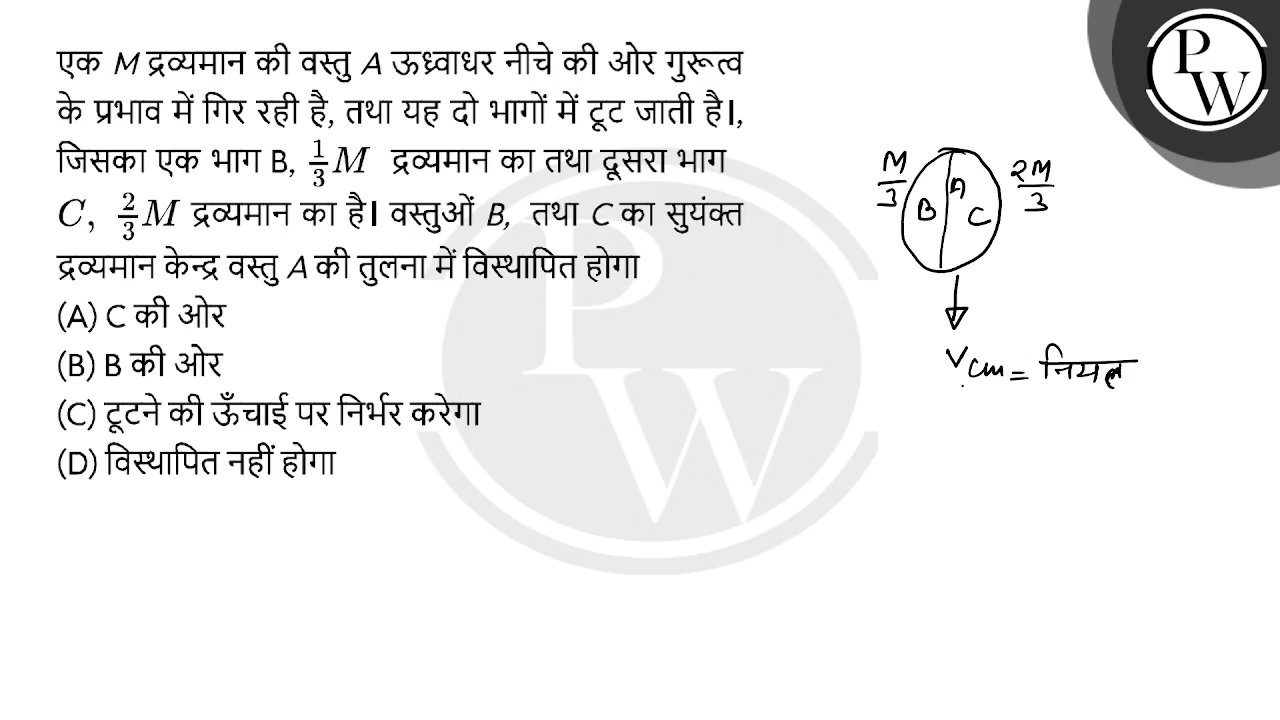 एक M द्रव्यमान की वस्तु A ऊध्र्वाधर नीचे की ओर गुरूत्व
के प्रभाव में गिर रही है, तथा यह दो भागों में टूट जाती है।,
जिसका एक भाग B, 1/3 M द्रव्यमान का तथा दूसरा भाग
C, 2/3 M द्रव्यमान का है। वस्तुओं B, तथा C का सुयंक्त
द्रव्यमान केन्द्र वस्तु A की तुलना में विस्थापित होगा
(A) C की ओर
(B) B की ओर
(C) टूटने की ऊँचाई पर निर्भर करेगा
(D) विस्थापित नहीं होगा
P W
M/3 B A C 2M/3
Vcm = नियत